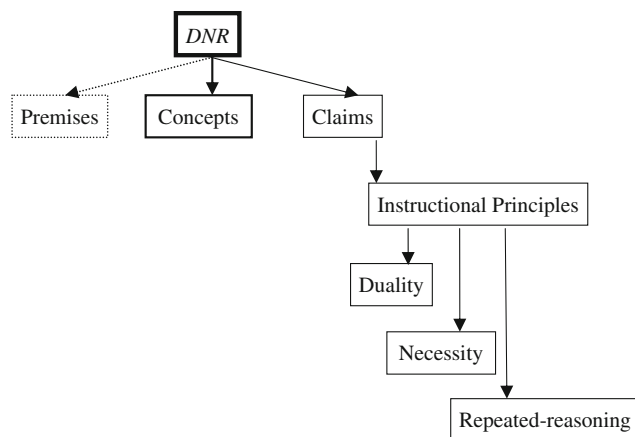 DNR
Premises
Concepts
Claims
Instructional Principles
Duality
Necessity
Repeated-reasoning